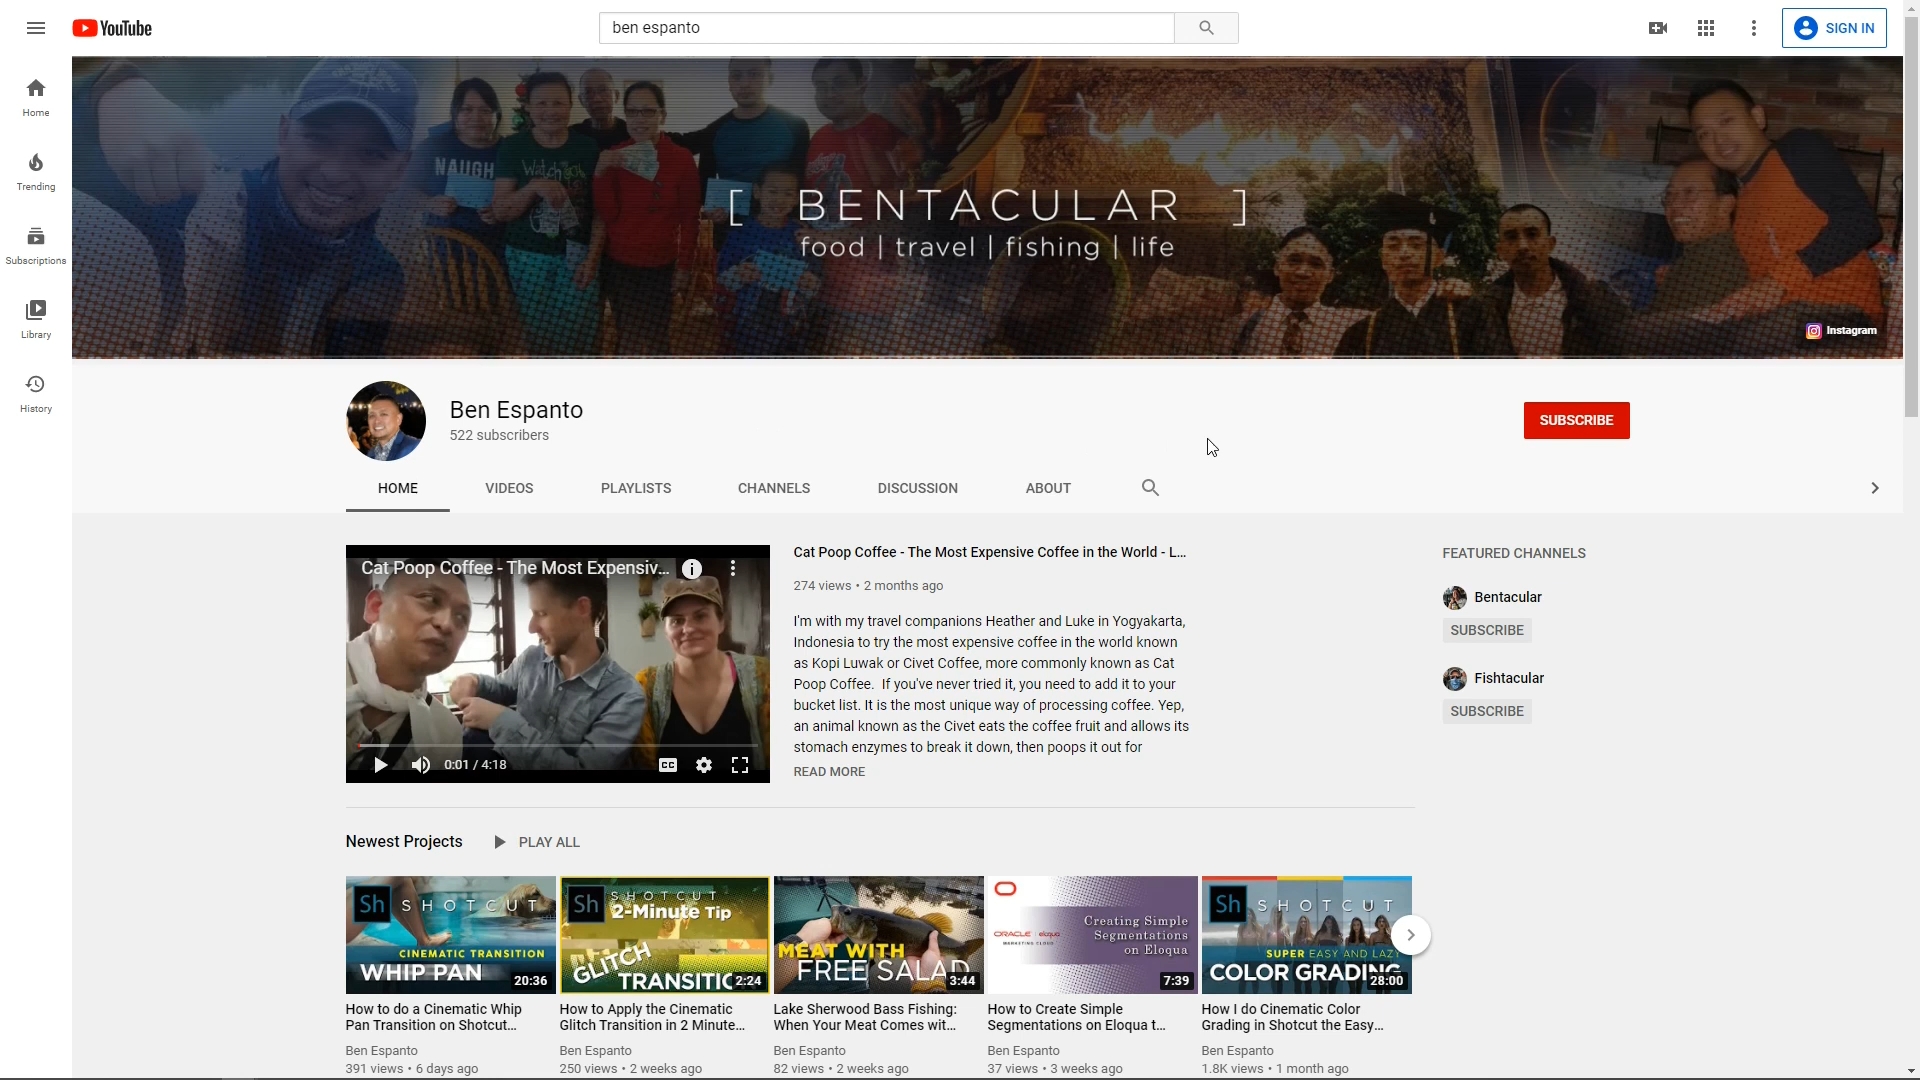 YouTube
ben espanto
SIGN IN
Home
Trending
Subscriptions
Library
History
NAUGH
[ BENTACULAR ]
food | travel | fishing | life
Instagram
Ben Espanto
522 subscribers
SUBSCRIBE
HOME
VIDEOS
PLAYLISTS
CHANNELS
DISCUSSION
ABOUT
Cat Poop Coffee - The Most Expensiv...
0:01 / 4:18
CC
Cat Poop Coffee - The Most Expensive Coffee in the World - L...
274 views • 2 months ago
I'm with my travel companions Heather and Luke in Yogyakarta,
Indonesia to try the most expensive coffee in the world known
as Kopi Luwak or Civet Coffee, more commonly known as Cat
Poop Coffee.  If you've never tried it, you need to add it to your
bucket list. It is the most unique way of processing coffee. Yep,
an animal known as the Civet eats the coffee fruit and allows its
stomach enzymes to break it down, then poops it out for
READ MORE
FEATURED CHANNELS
Bentacular
SUBSCRIBE
Fishtacular
SUBSCRIBE
Newest Projects
PLAY ALL
Sh SHOTCUT
CINEMATIC TRANSITION
WHIP PAN
20:36
How to do a Cinematic Whip
Pan Transition on Shotcut...
Ben Espanto
391 views • 6 days ago
Sh SHOTCUT
2-Minute Tip
GLITCH
TRANSITIO
2:24
How to Apply the Cinematic
Glitch Transition in 2 Minute...
Ben Espanto
250 views • 2 weeks ago
MEAT WITH
FREE SALAD
3:44
Lake Sherwood Bass Fishing:
When Your Meat Comes wit...
Ben Espanto
82 views • 2 weeks ago
ORACLE | eloqua
MARKETING CLOUD
Creating Simple
Segmentations
on Eloqua
7:39
How to Create Simple
Segmentations on Eloqua t...
Ben Espanto
37 views • 3 weeks ago
Sh SHOTCUT
SUPER EASY AND LAZY
COLOR GRADING
28:00
How I do Cinematic Color
Grading in Shotcut the Easy...
Ben Espanto
1.8K views • 1 month ago